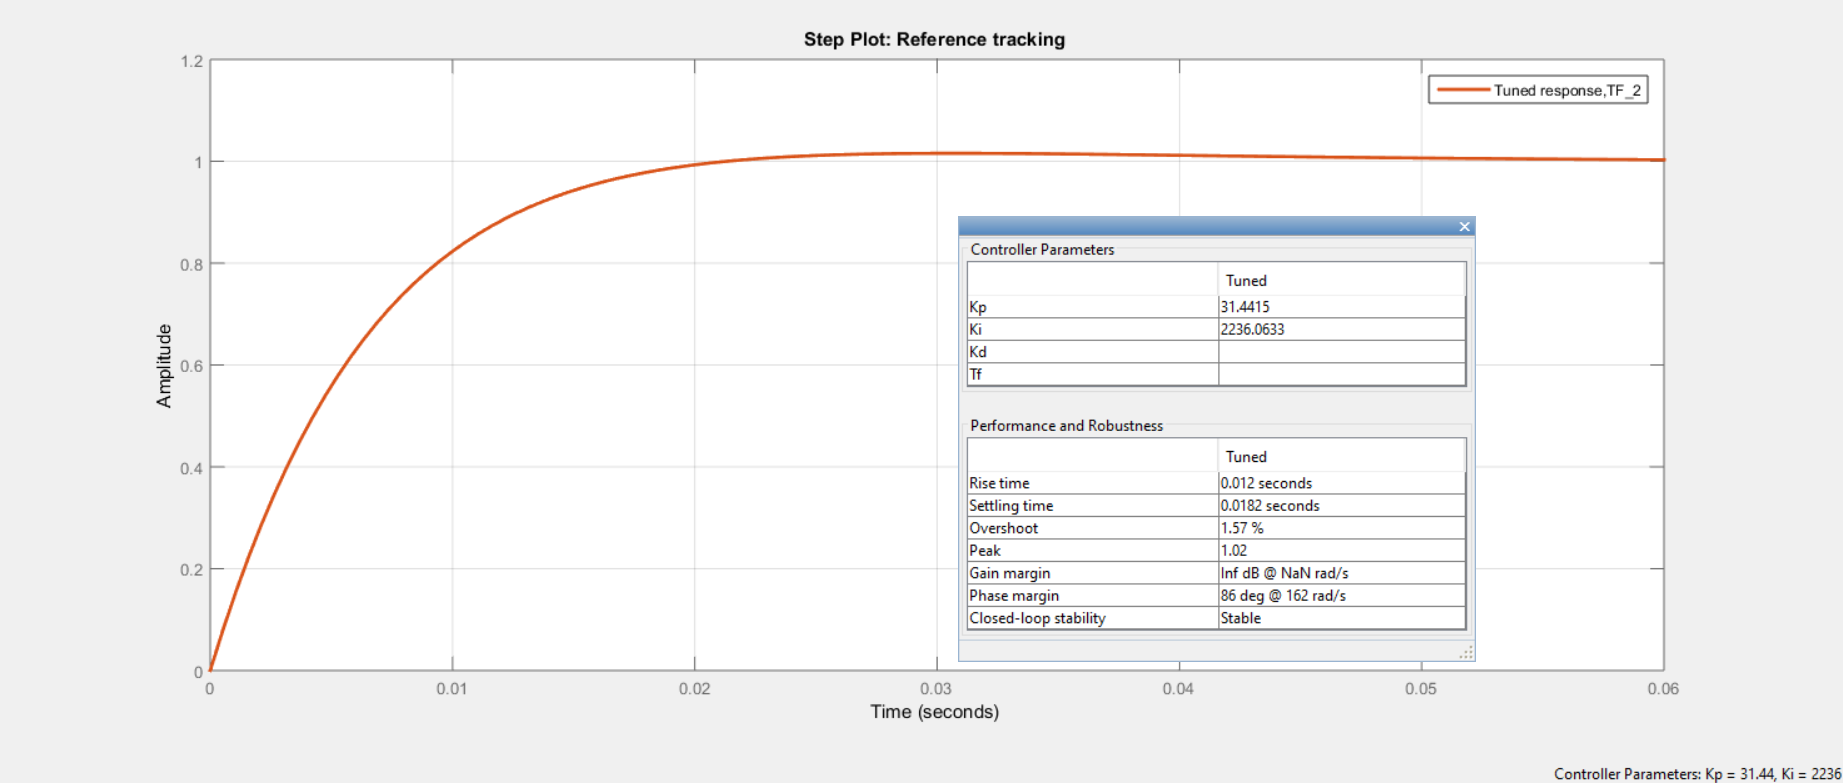 Step Plot: Reference tracking
1.2
Tuned response,TF_2
1
0.8
0.6
0.4
0.2
0
Amplitude
0 0.01 0.02 0.03 0.04 0.05 0.06
Time (seconds)
Controller Parameters
Tuned
Kp 31.4415
Ki 2236.0633
Kd
Tf
Performance and Robustness
Tuned
Rise time 0.012 seconds
Settling time 0.0182 seconds
Overshoot 1.57 %
Peak 1.02
Gain margin Inf dB @ NaN rad/s
Phase margin 86 deg @ 162 rad/s
Closed-loop stability Stable
Controller Parameters: Kp = 31.44, Ki = 2236